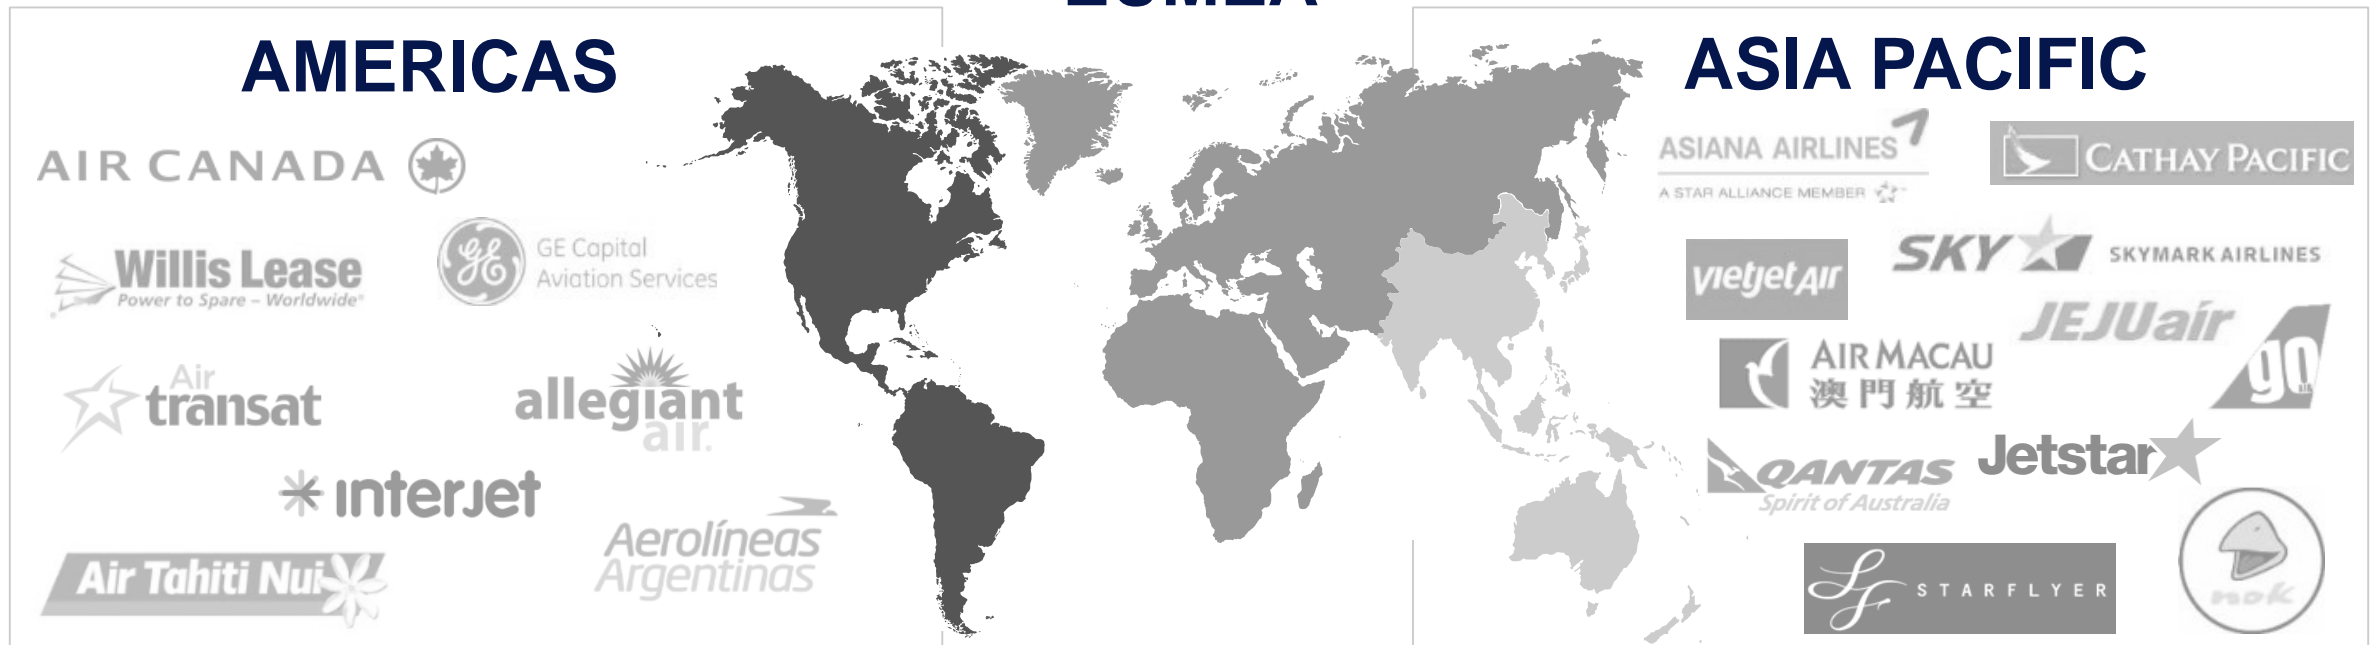 AMERICAS
AIR CANADA
Willis Lease
Power to Spare – Worldwide®
GE Capital
Aviation Services
Air
transat
allegiant
air.
interjet
Aerolíneas
Argentinas
Air Tahiti Nui
ASIA PACIFIC
ASIANA AIRLINES
A STAR ALLIANCE MEMBER
CATHAY PACIFIC
vietjetAir
SKY
SKYMARK AIRLINES
JEJUair
AIR MACAU
澳門航空
go
QANTAS
Spirit of Australia
Jetstar
STARFLYER
nok